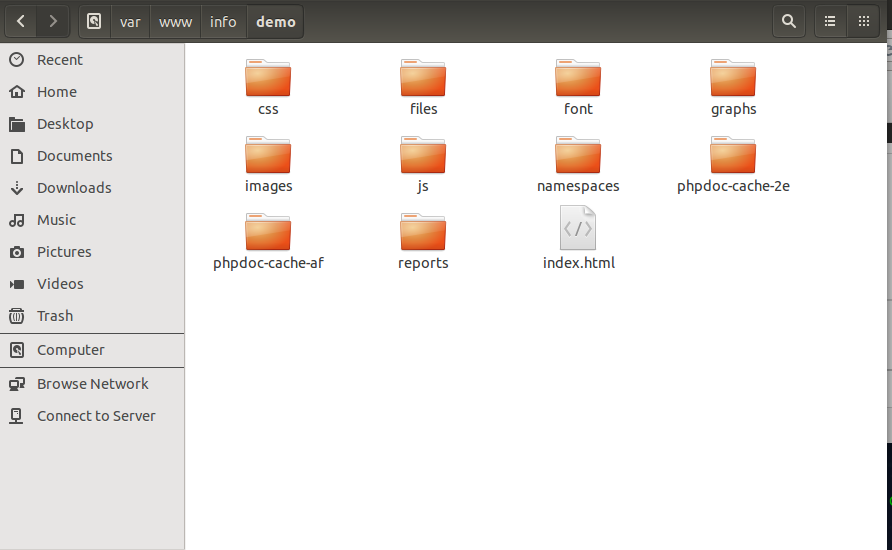 var www info demo
Recent
Home
Desktop
Documents
Downloads
Music
Pictures
Videos
Trash
Computer
Browse Network
Connect to Server
css files font graphs
images js namespaces phpdoc-cache-2e
phpdoc-cache-af reports index.html